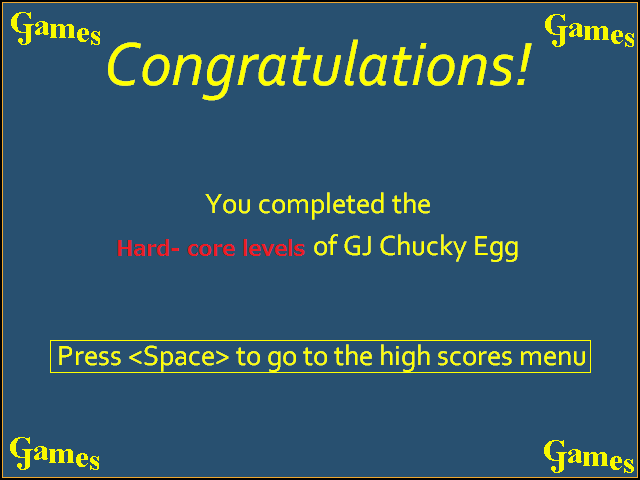 Games
Games
Congratulations!
You completed the
Hard- core levels of GJ Chucky Egg
Press <Space> to go to the high scores menu
Games
Games